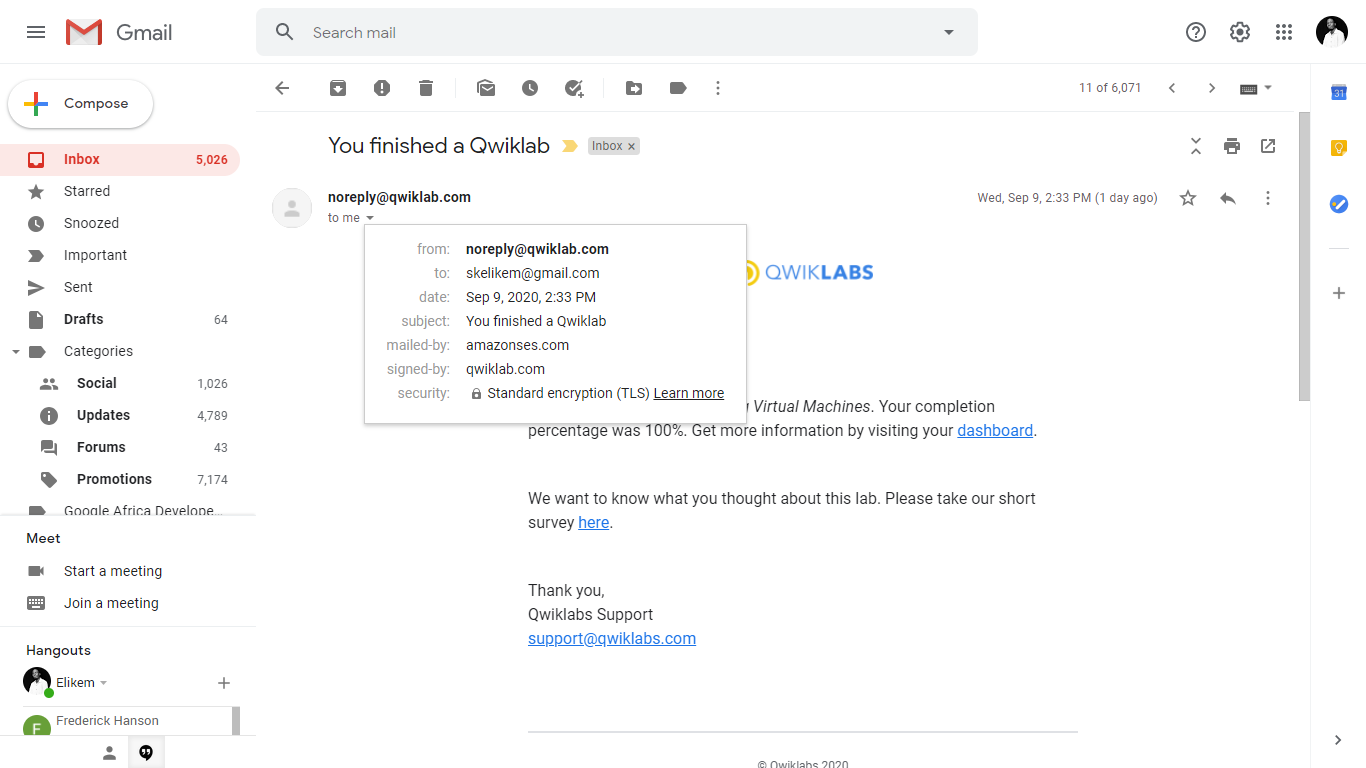 Gmail
Search mail
Compose
11 of 6,071
Inbox 5,026
Starred
Snoozed
Important
Sent
Drafts 64
Categories
Social 1,026
Updates 4,789
Forums 43
Promotions 7,174
Google Africa Develope...
Meet
Start a meeting
Join a meeting
Hangouts
Elikem
Frederick Hanson
F
You finished a Qwiklab
Inbox x
noreply@qwiklab.com
Wed, Sep 9, 2:33 PM (1 day ago)
to me
from: noreply@qwiklab.com
to: skelikem@gmail.com
date: Sep 9, 2020, 2:33 PM
subject: You finished a Qwiklab
mailed-by: amazonses.com
signed-by: qwiklab.com
security: Standard encryption (TLS) Learn more
QWIKLABS
Virtual Machines. Your completion
percentage was 100%. Get more information by visiting your dashboard.
We want to know what you thought about this lab. Please take our short
survey here.
Thank you,
Qwiklabs Support
support@qwiklabs.com
© Qwiklabs 2020
31